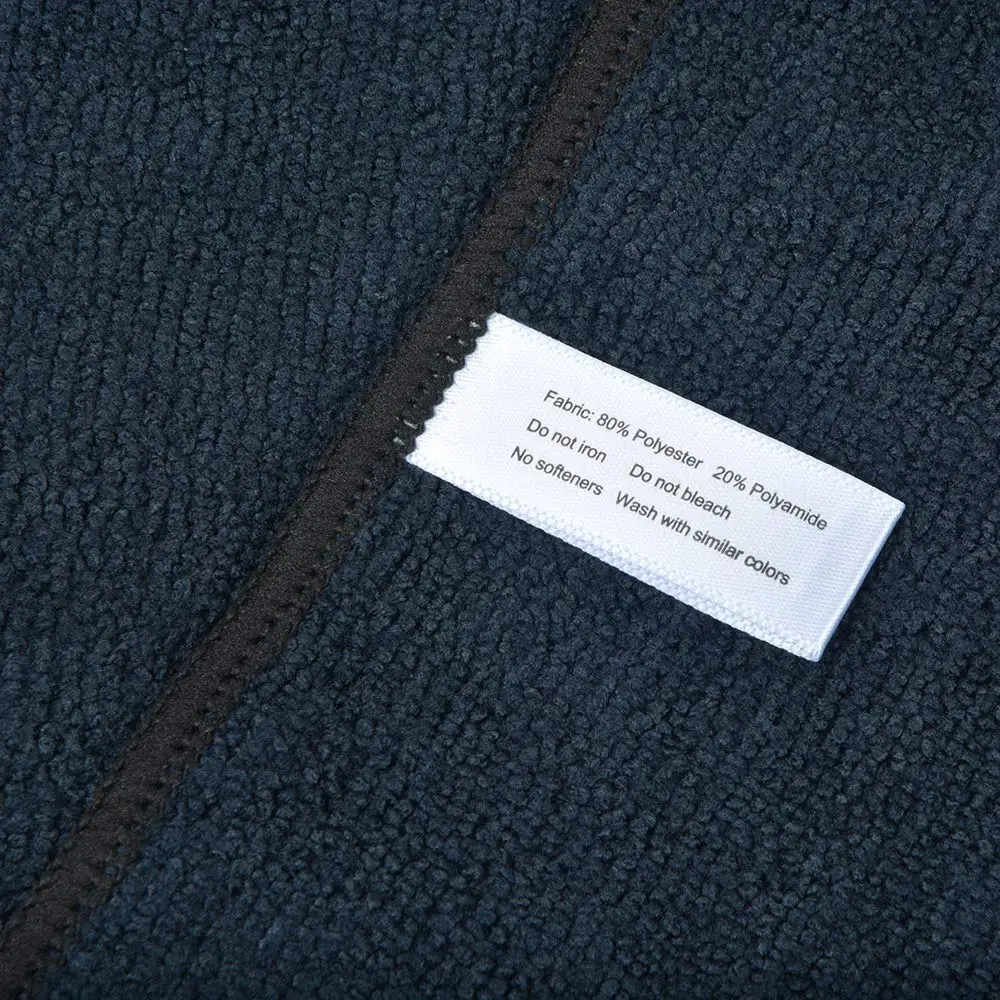 Fabric: 80% Polyester 20% Polyamide
Do not iron Do not bleach
No softeners Wash with similar colors